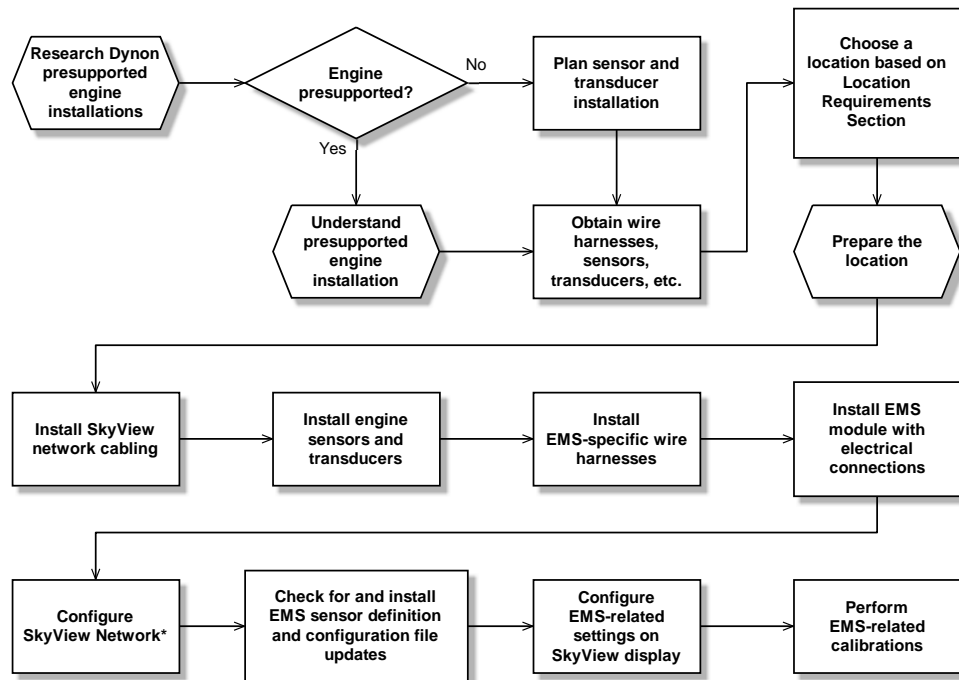 Research Dynon
presupported
engine
installations
Engine
presupported?
No
Yes
Plan sensor and
transducer
installation
Choose a
location based on
Location
Requirements
Section
Understand
presupported
engine
installation
Obtain wire
harnesses,
sensors,
transducers, etc.
Prepare the
location
Install SkyView
network cabling
Install engine
sensors and
transducers
Install
EMS-specific wire
harnesses
Install EMS
module with
electrical
connections
Configure
SkyView Network*
Check for and install
EMS sensor definition
and configuration file
updates
Configure
EMS-related
settings on
SkyView display
Perform
EMS-related
calibrations